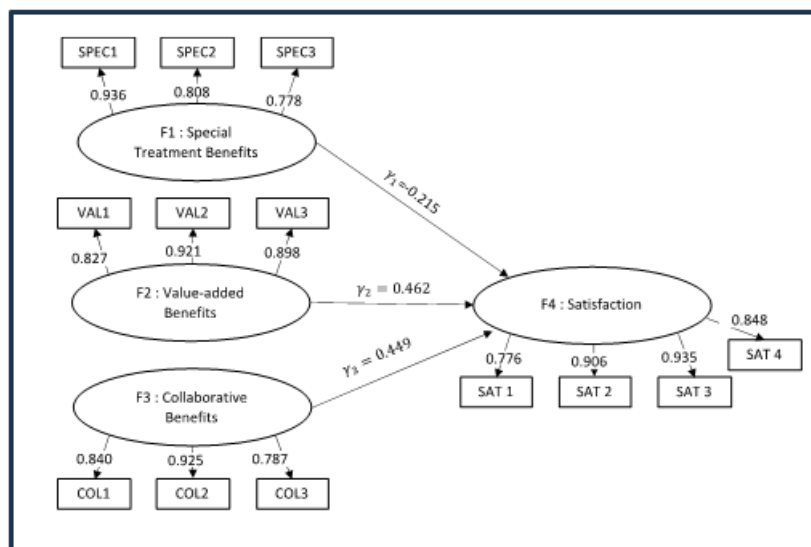 SPEC1 SPEC2 SPEC3
0.936 0.808 0.778
F1 : Special
Treatment Benefits
γ₁=-0.215
VAL1 VAL2 VAL3
0.827 0.921 0.898
F2 : Value-added
Benefits
γ₂ = 0.462
F4 : Satisfaction
0.848
SAT 4
γ₃ = 0.449
0.776 0.906 0.935
SAT 1 SAT 2 SAT 3
F3 : Collaborative
Benefits
0.840 0.925 0.787
COL1 COL2 COL3